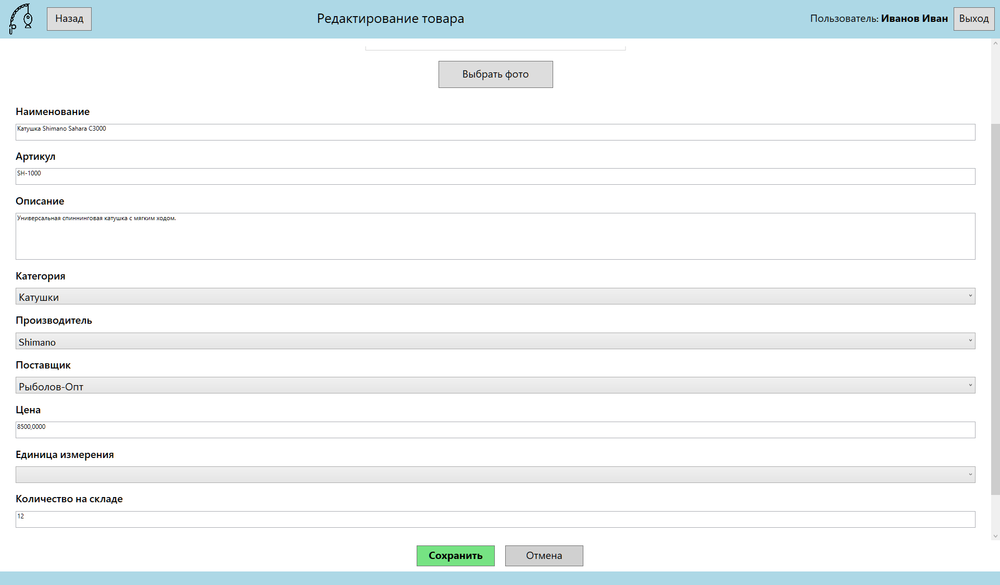 Назад
Редактирование товара
Пользователь: Иванов Иван
Выход
Выбрать фото
Наименование
Катушка Shimano Sahara C3000
Артикул
SH-1000
Описание
Универсальная спиннинговая катушка с мягким ходом.
Категория
Катушки
Производитель
Shimano
Поставщик
Рыболов-Опт
Цена
8500,0000
Единица измерения
Количество на складе
12
Сохранить
Отмена